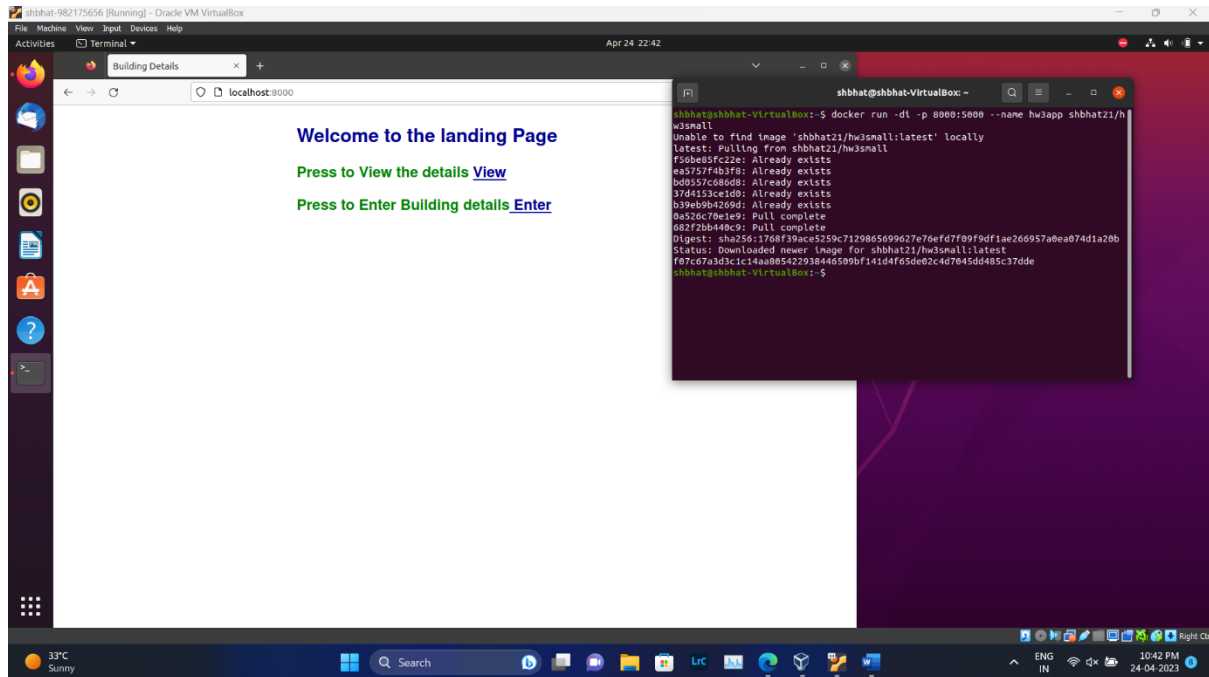 shbhat-982175656 [Running] - Oracle VM VirtualBox
File Machine View Input Devices Help
Activities Terminal Apr 24 22:42
Building Details
localhost:8000
Welcome to the landing Page
Press to View the details View
Press to Enter Building details Enter
shbhat@shbhat-VirtualBox: ~
shbhat@shbhat-VirtualBox:~$ docker run -di -p 8000:5000 --name hw3app shbhat21/h
w3small
Unable to find image 'shbhat21/hw3small:latest' locally
latest: Pulling from shbhat21/hw3small
f56be85fc22e: Already exists
ea5757f4b3f8: Already exists
bd0557c686d8: Already exists
37d4153ce1d0: Already exists
b39eb9b4269d: Already exists
0a526c70e1e9: Pull complete
682f2bb440c9: Pull complete
Digest: sha256:1768f39ace5259c7129865699627e76efd7f09f9df1ae266957a0ea074d1a20b
Status: Downloaded newer image for shbhat21/hw3small:latest
f07c67a3d3c1c14aa805422938446509bf141d4f65de02c4d7045dd485c37dde
shbhat@shbhat-VirtualBox:~$
Right Ct
33°C
Sunny
Search
LrC
ENG
IN
10:42 PM
24-04-2023
8